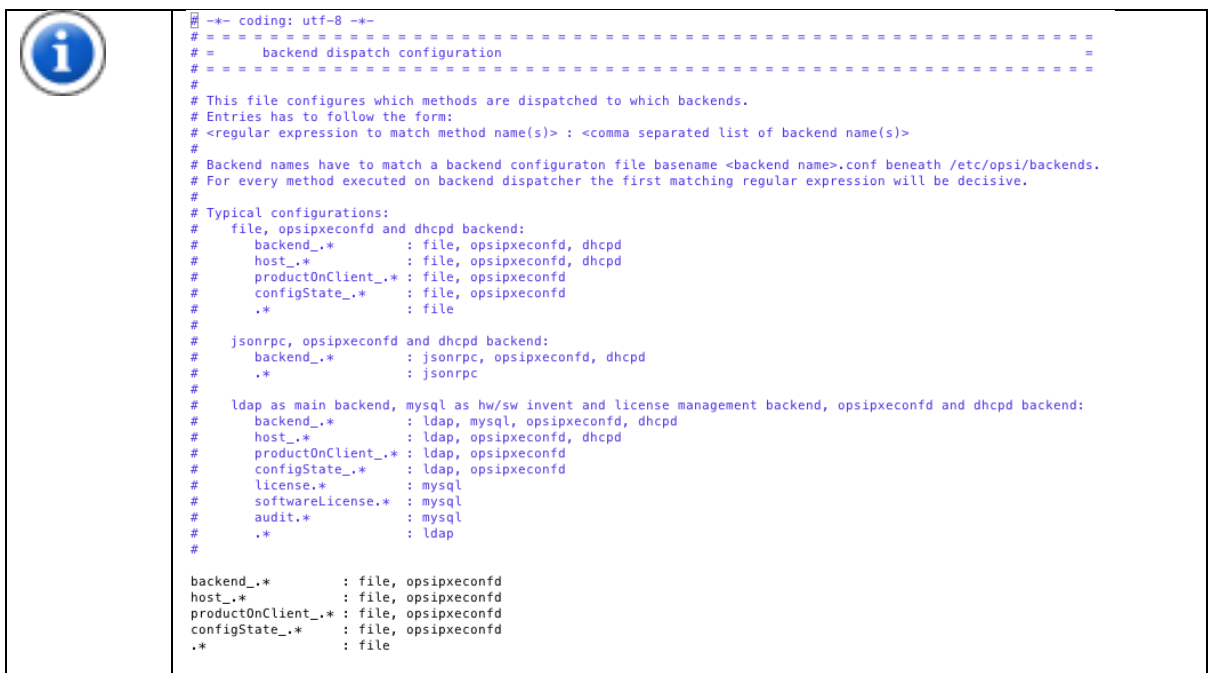 i
# -*- coding: utf-8 -*-
# = = = = = = = = = = = = = = = = = = = = = = = = = = = = = = = = = = = = = = = = = = = = = = = = = = = = = = = =
# =      backend dispatch configuration                                                                         =
# = = = = = = = = = = = = = = = = = = = = = = = = = = = = = = = = = = = = = = = = = = = = = = = = = = = = = = = =
#
# This file configures which methods are dispatched to which backends.
# Entries has to follow the form:
# <regular expression to match method name(s)> : <comma separated list of backend name(s)>
#
# Backend names have to match a backend configuraton file basename <backend name>.conf beneath /etc/opsi/backends.
# For every method executed on backend dispatcher the first matching regular expression will be decisive.
#
# Typical configurations:
#    file, opsipxeconfd and dhcpd backend:
#       backend_.*         : file, opsipxeconfd, dhcpd
#       host_.*            : file, opsipxeconfd, dhcpd
#       productOnClient_.* : file, opsipxeconfd
#       configState_.*     : file, opsipxeconfd
#       .*                 : file
#
#    jsonrpc, opsipxeconfd and dhcpd backend:
#       backend_.*         : jsonrpc, opsipxeconfd, dhcpd
#       .*                 : jsonrpc
#
#    ldap as main backend, mysql as hw/sw invent and license management backend, opsipxeconfd and dhcpd backend:
#       backend_.*         : ldap, mysql, opsipxeconfd, dhcpd
#       host_.*            : ldap, opsipxeconfd, dhcpd
#       productOnClient_.* : ldap, opsipxeconfd
#       configState_.*     : ldap, opsipxeconfd
#       license.*          : mysql
#       softwareLicense.*  : mysql
#       audit.*            : mysql
#       .*                 : ldap
#
backend_.*         : file, opsipxeconfd
host_.*            : file, opsipxeconfd
productOnClient_.* : file, opsipxeconfd
configState_.*     : file, opsipxeconfd
.*                 : file